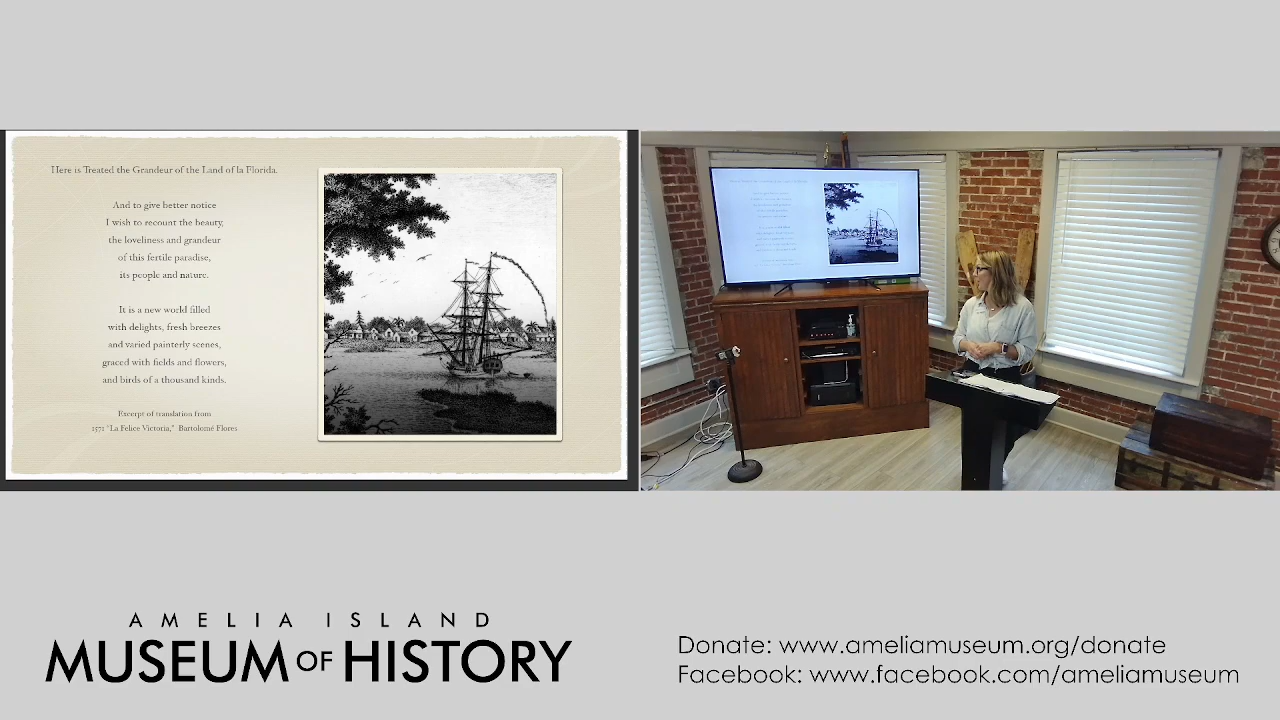 Here is Treated the Grandeur of the Land of la Florida.
And to give better notice
I wish to recount the beauty,
the loveliness and grandeur
of this fertile paradise,
its people and nature.
It is a new world filled
with delights, fresh breezes
and varied painterly scenes,
graced with fields and flowers,
and birds of a thousand kinds.
Excerpt of translation from
1571 "La Felice Victoria," Bartolomé Flores
AMELIA ISLAND
MUSEUM OF HISTORY
Donate: www.ameliamuseum.org/donate
Facebook: www.facebook.com/ameliamuseum